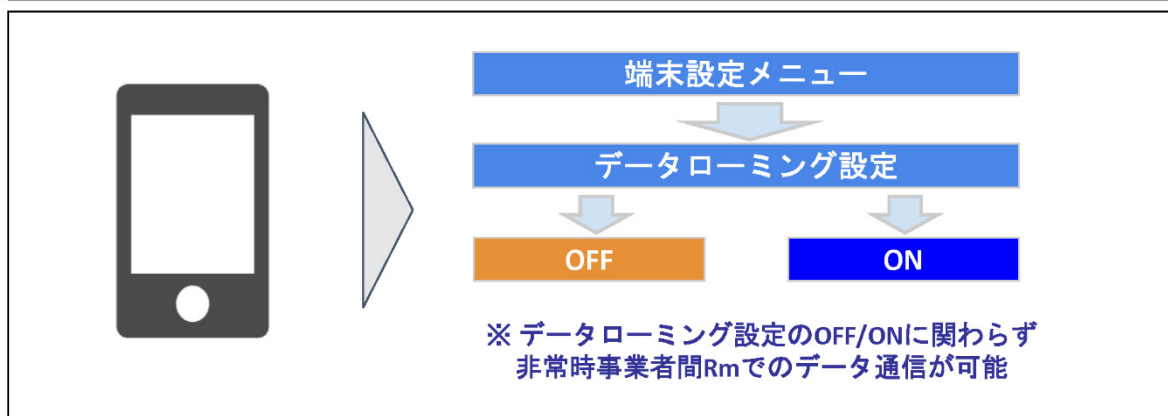 端末設定メニュー
データローミング設定
OFF
ON
※ データローミング設定のOFF/ONに関わらず
非常時事業者間Rmでのデータ通信が可能